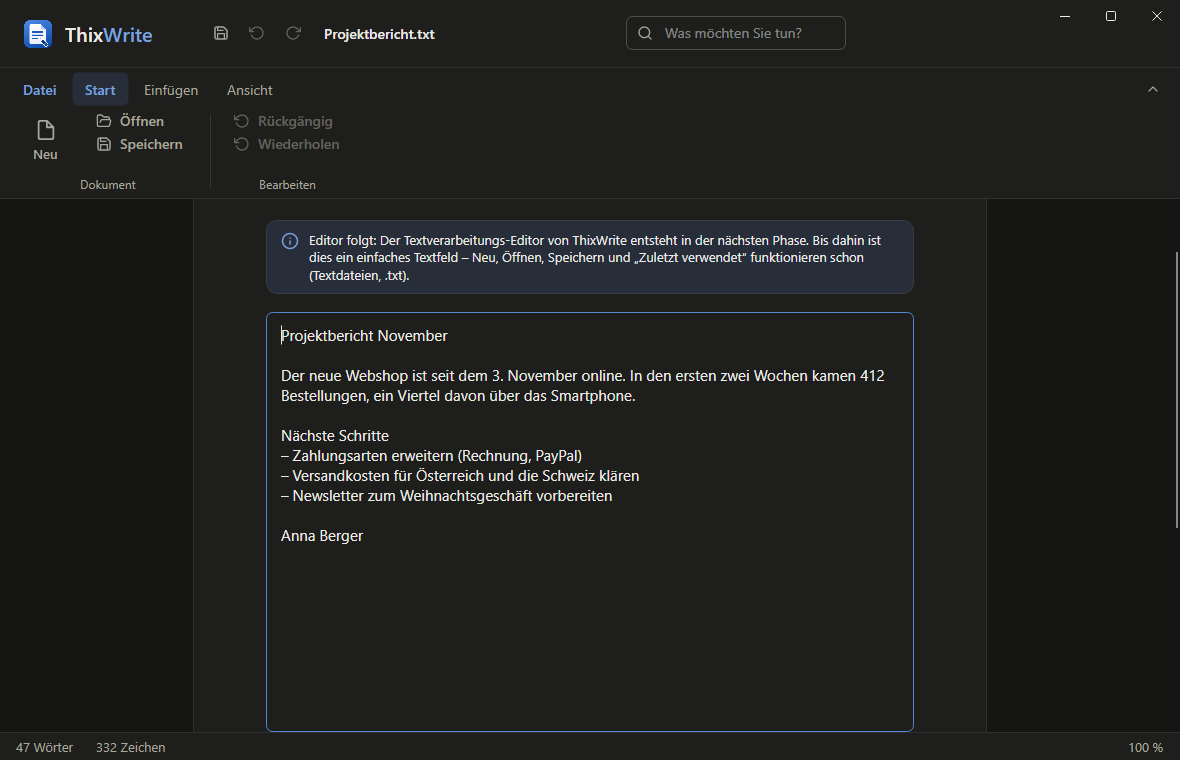 ThixWrite
Projektbericht.txt
Was möchten Sie tun?
Datei
Start
Einfügen
Ansicht
Neu
Öffnen
Speichern
Dokument
Rückgängig
Wiederholen
Bearbeiten
Editor folgt: Der Textverarbeitungs-Editor von ThixWrite entsteht in der nächsten Phase. Bis dahin ist
dies ein einfaches Textfeld – Neu, Öffnen, Speichern und „Zuletzt verwendet“ funktionieren schon
(Textdateien, .txt).
Projektbericht November
Der neue Webshop ist seit dem 3. November online. In den ersten zwei Wochen kamen 412
Bestellungen, ein Viertel davon über das Smartphone.
Nächste Schritte
– Zahlungsarten erweitern (Rechnung, PayPal)
– Versandkosten für Österreich und die Schweiz klären
– Newsletter zum Weihnachtsgeschäft vorbereiten
Anna Berger
47 Wörter
332 Zeichen
100 %